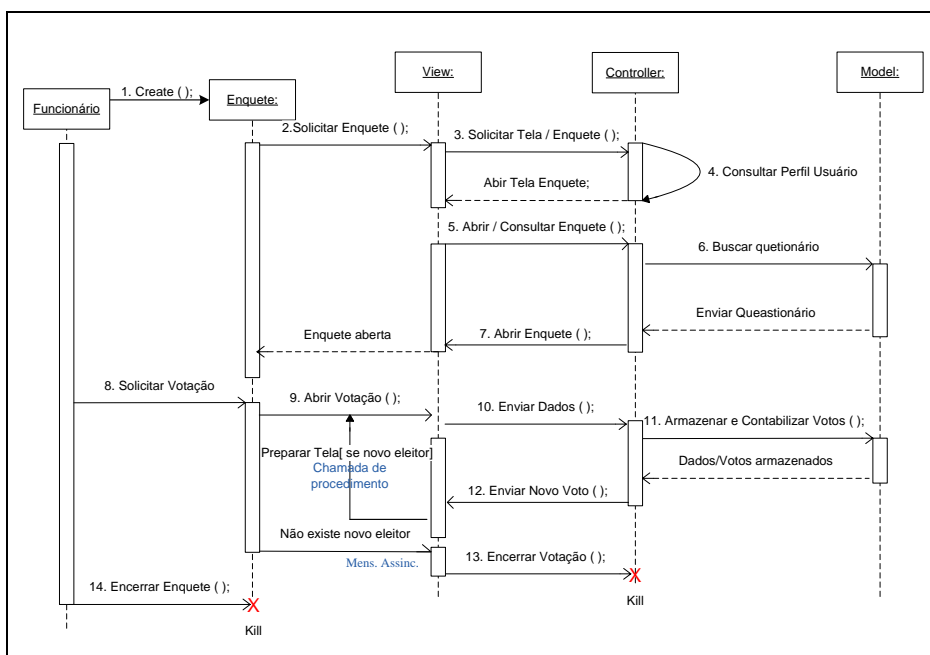 View:
Controller:
Model:
Funcionário
1. Create ( );
Enquete:
2.Solicitar Enquete ( );
3. Solicitar Tela / Enquete ( );
4. Consultar Perfil Usuário
Abir Tela Enquete;
5. Abrir / Consultar Enquete ( );
6. Buscar quetionário
Enviar Queastionário
Enquete aberta
7. Abrir Enquete ( );
8. Solicitar Votação
9. Abrir Votação ( );
10. Enviar Dados ( );
11. Armazenar e Contabilizar Votos ( );
Preparar Tela[ se novo eleitor]
Chamada de
procedimento
Dados/Votos armazenados
12. Enviar Novo Voto ( );
Não existe novo eleitor
Mens. Assinc.
13. Encerrar Votação ( );
X
Kill
14. Encerrar Enquete ( );
X
Kill